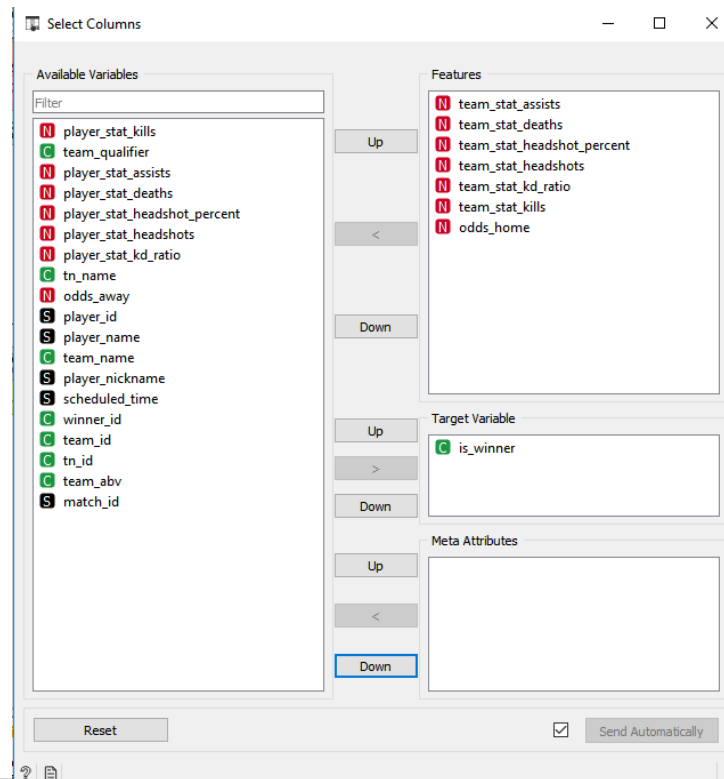 Select Columns
Available Variables
Filter
N player_stat_kills
C team_qualifier
N player_stat_assists
N player_stat_deaths
N player_stat_headshot_percent
N player_stat_headshots
N player_stat_kd_ratio
C tn_name
N odds_away
S player_id
S player_name
C team_name
S player_nickname
S scheduled_time
C winner_id
C team_id
C tn_id
C team_abv
S match_id
Up
<
Down
Up
>
Down
Up
<
Down
Features
N team_stat_assists
N team_stat_deaths
N team_stat_headshot_percent
N team_stat_headshots
N team_stat_kd_ratio
N team_stat_kills
N odds_home
Target Variable
C is_winner
Meta Attributes
Reset
Send Automatically
?